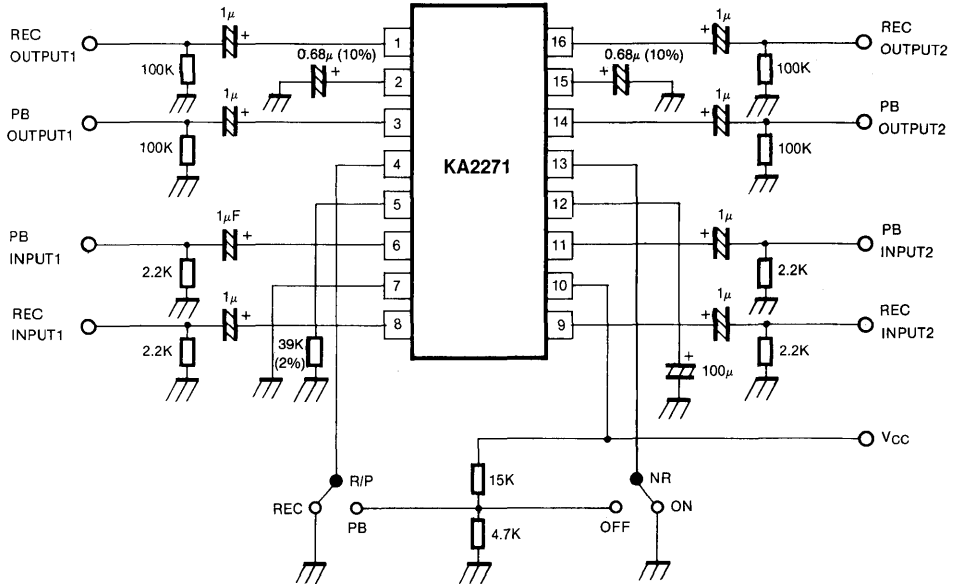 REC
OUTPUT1
1μ
+
1
100K
0.68μ (10%)
+
2
PB
OUTPUT1
1μ
+
3
100K
4
5
PB
INPUT1
1μF
+
6
2.2K
7
REC
INPUT1
1μ
+
8
2.2K
39K
(2%)
KA2271
16
1μ
+
REC
OUTPUT2
100K
15
0.68μ (10%)
+
14
1μ
+
PB
OUTPUT2
100K
13
12
11
1μ
+
PB
INPUT2
2.2K
10
9
1μ
+
REC
INPUT2
2.2K
+
100μ
VCC
R/P
REC
PB
15K
4.7K
NR
OFF
ON